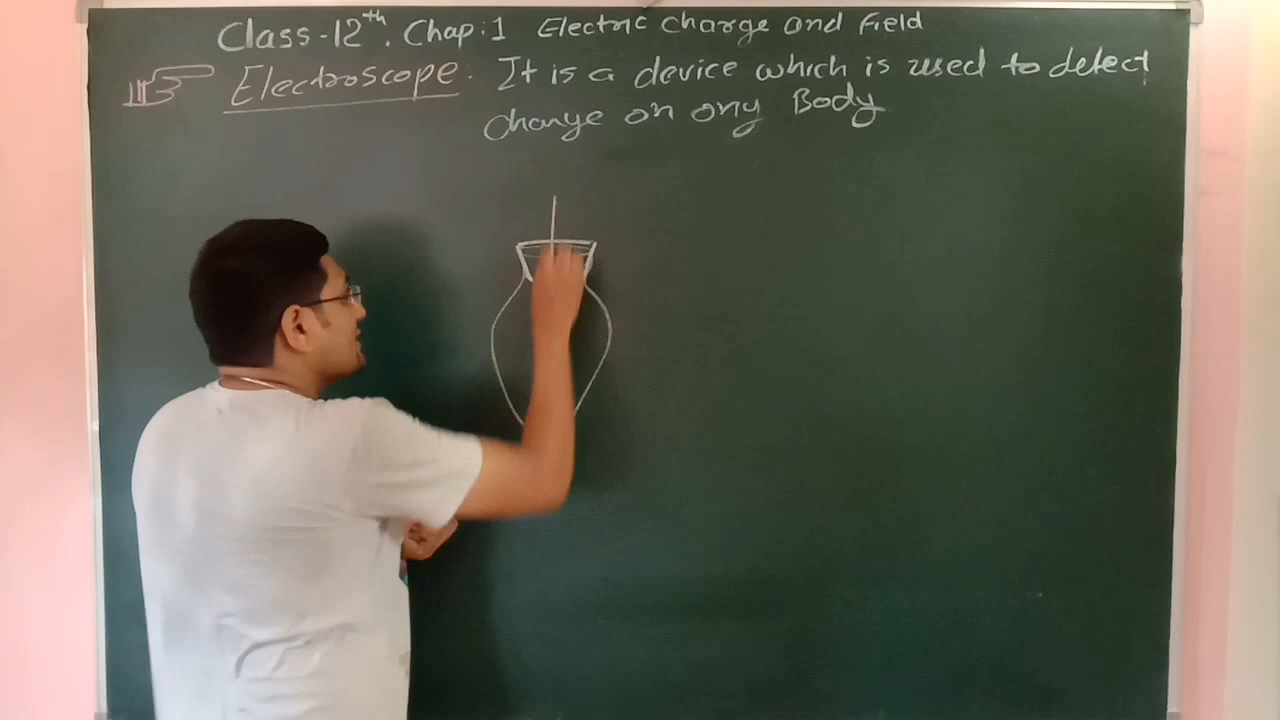 Class-12th. Chap:1 Electric Charge and Field
Electroscope. It is a device which is used to detect
charge on any Body